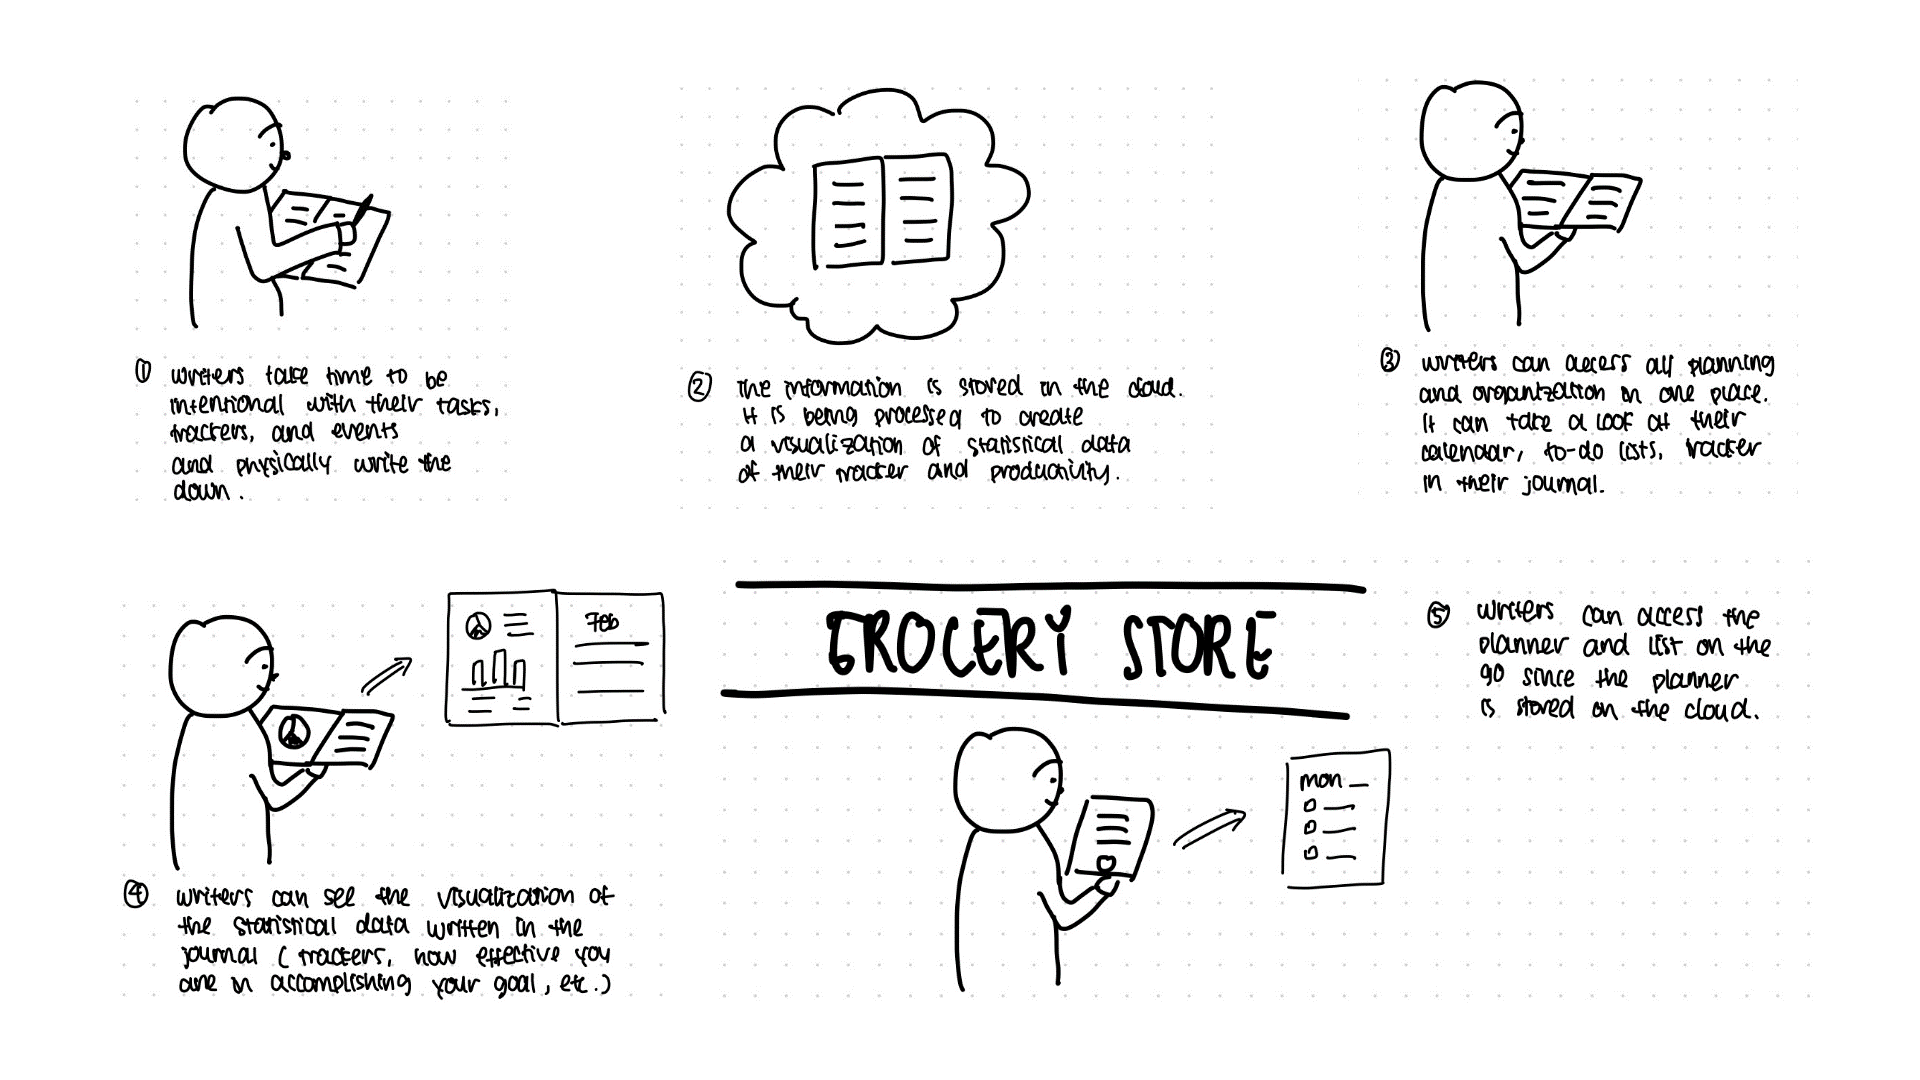 ① writers take time to be
intentional with their tasks,
trackers, and events
and physically write the
down.
② The information is stored in the cloud.
It is being processed to create
a visualization of statistical data
of their tracker and productivity.
③ writers can access all planning
and organization in one place.
It can take a look at their
calendar, to-do lists, tracker
in their journal.
Feb
④ writers can see the visualization of
the statistical data written in the
journal (trackers, how effective you
are in accomplishing your goal, etc.)
GROCERY STORE
mon
⑤ writers can access the
planner and list on the
go since the planner
is stored on the cloud.